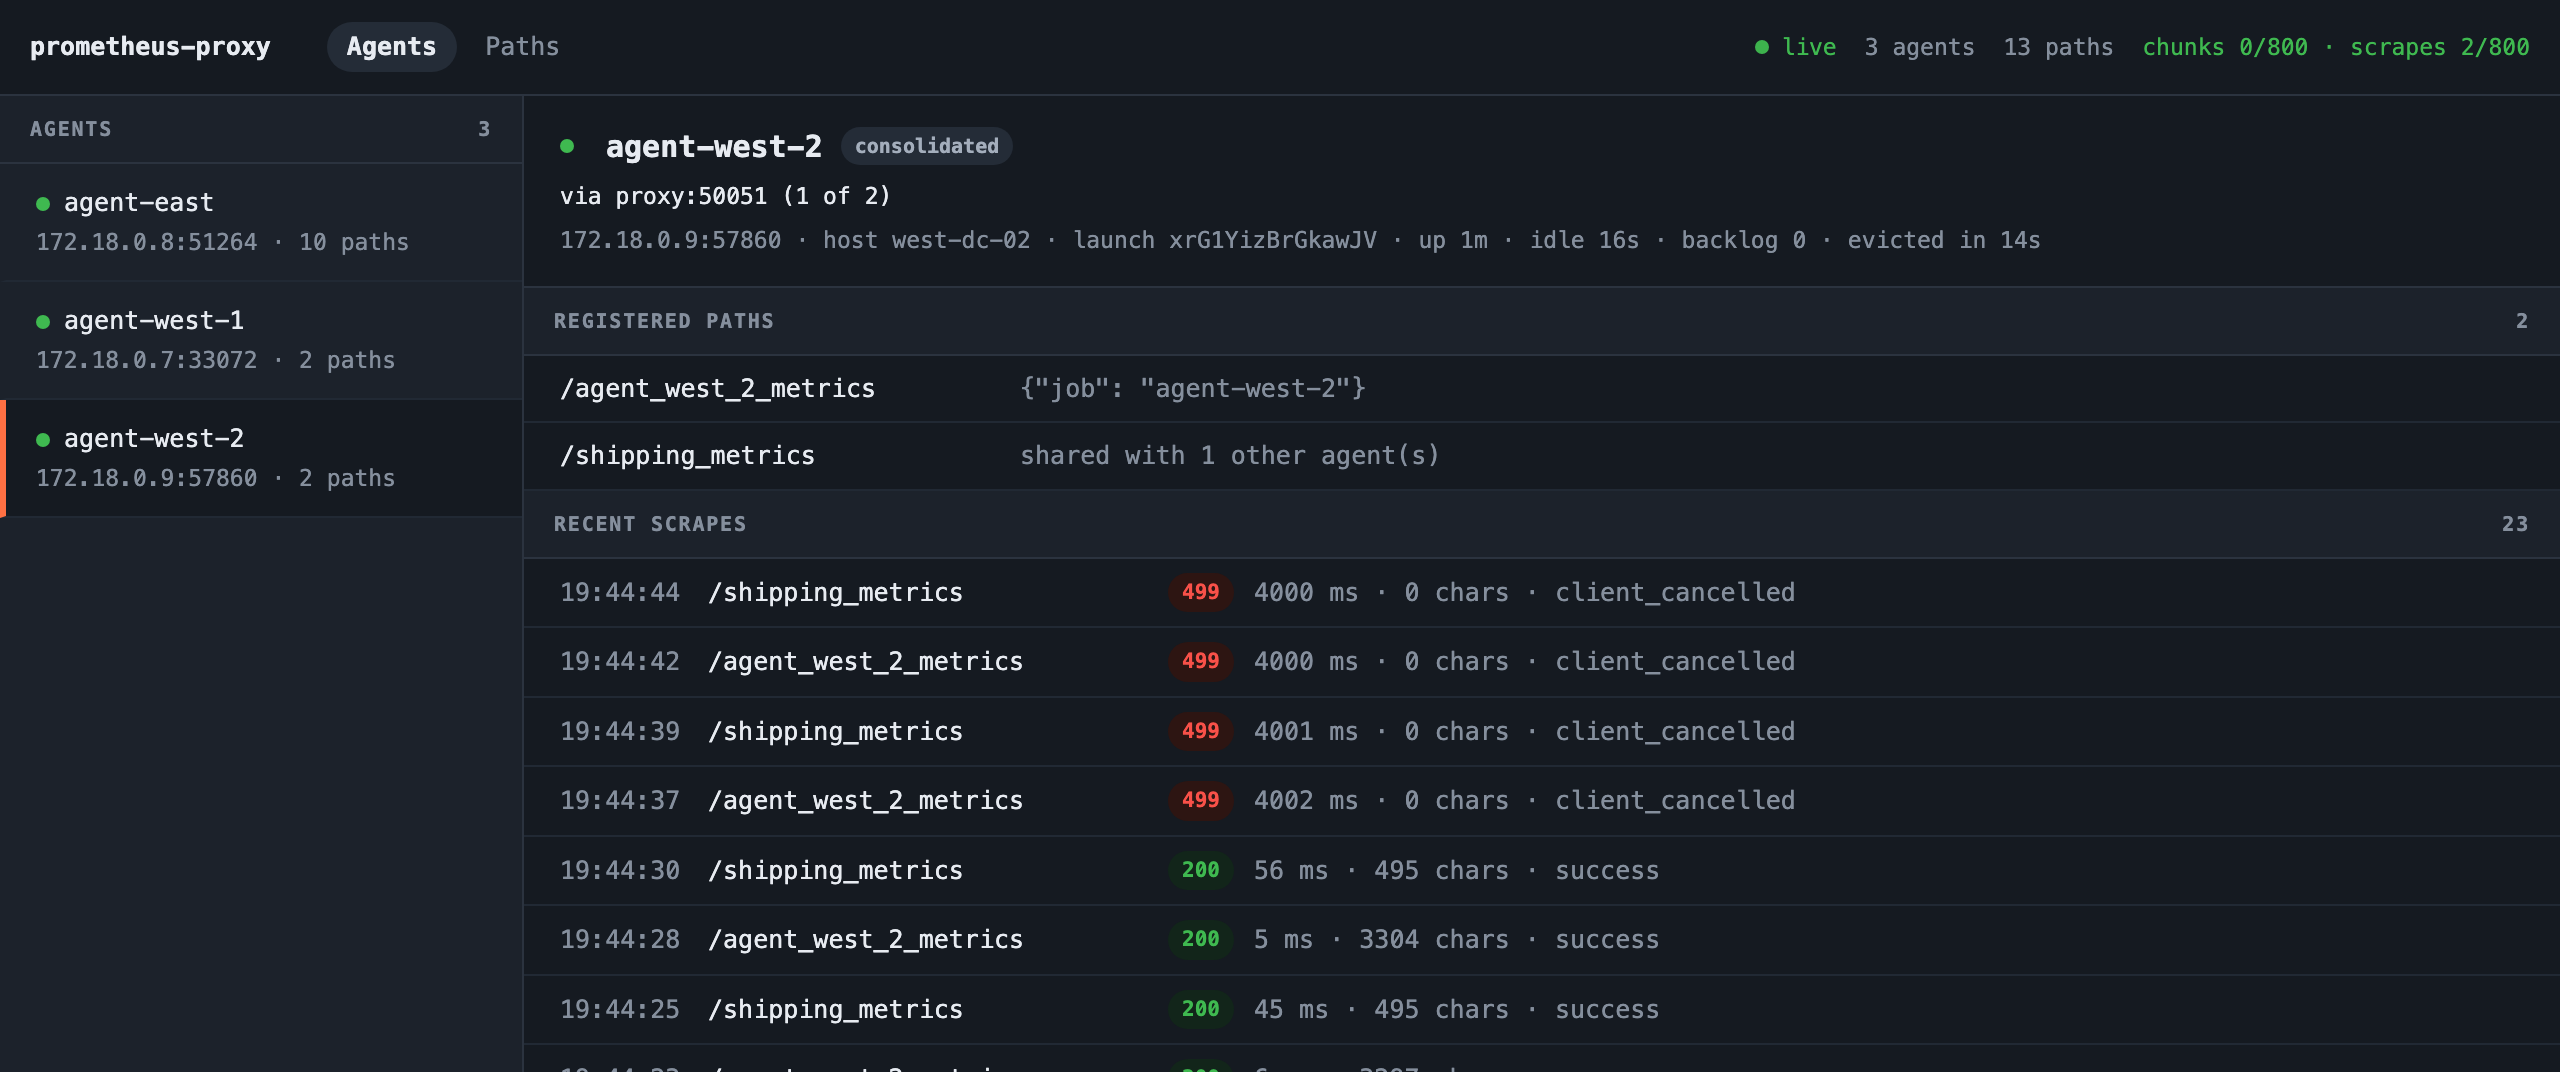 prometheus-proxy Agents Paths live 3 agents 13 paths chunks 0/800 · scrapes 2/800
AGENTS 3
agent-east
172.18.0.8:51264 · 10 paths
agent-west-1
172.18.0.7:33072 · 2 paths
agent-west-2
172.18.0.9:57860 · 2 paths
agent-west-2 consolidated
via proxy:50051 (1 of 2)
172.18.0.9:57860 · host west-dc-02 · launch xrG1YizBrGkawJV · up 1m · idle 16s · backlog 0 · evicted in 14s
REGISTERED PATHS 2
/agent_west_2_metrics {"job": "agent-west-2"}
/shipping_metrics shared with 1 other agent(s)
RECENT SCRAPES 23
19:44:44 /shipping_metrics 499 4000 ms · 0 chars · client_cancelled
19:44:42 /agent_west_2_metrics 499 4000 ms · 0 chars · client_cancelled
19:44:39 /shipping_metrics 499 4001 ms · 0 chars · client_cancelled
19:44:37 /agent_west_2_metrics 499 4002 ms · 0 chars · client_cancelled
19:44:30 /shipping_metrics 200 56 ms · 495 chars · success
19:44:28 /agent_west_2_metrics 200 5 ms · 3304 chars · success
19:44:25 /shipping_metrics 200 45 ms · 495 chars · success